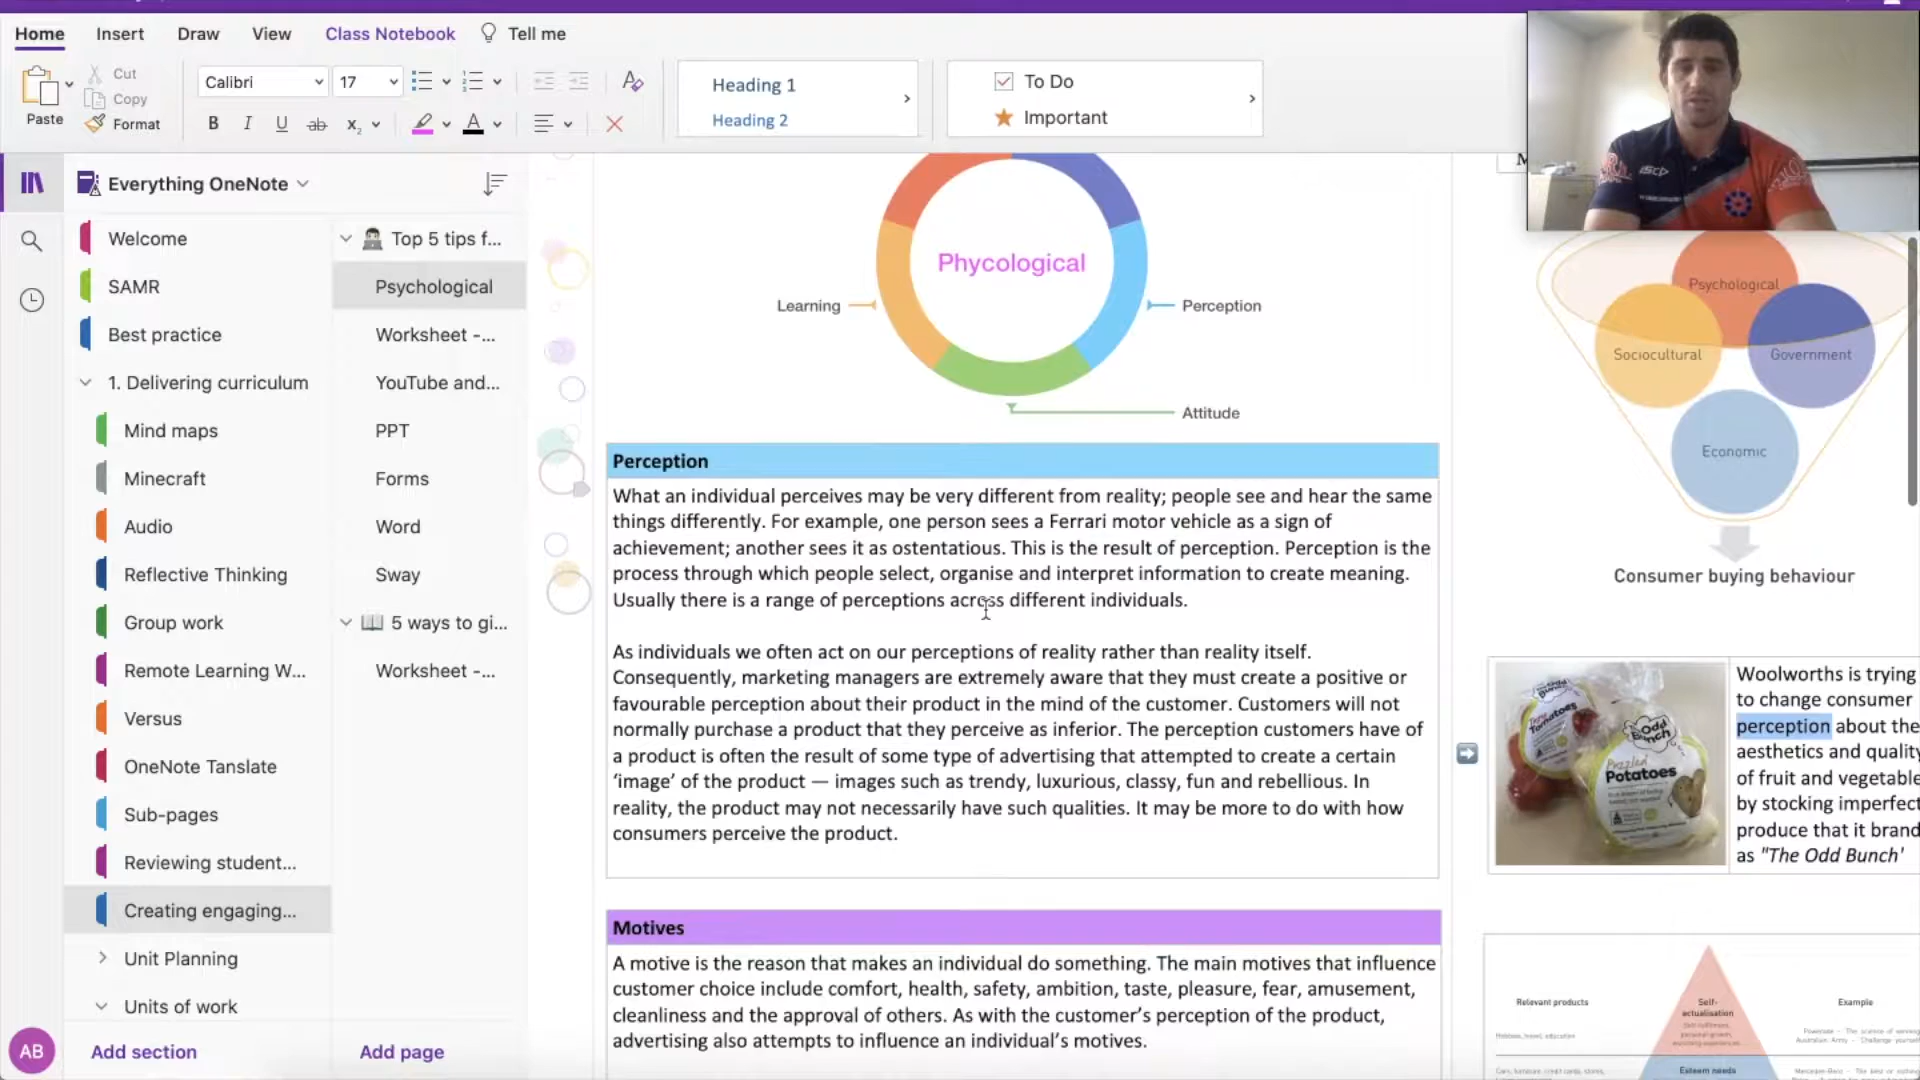 Home
Insert
Draw
View
Class Notebook
Tell me
Paste
Cut
Copy
Format
Calibri
17
B I U ab x₂
A
Heading 1
Heading 2
To Do
Important
Everything OneNote
Welcome
SAMR
Best practice
1. Delivering curriculum
Mind maps
Minecraft
Audio
Reflective Thinking
Group work
Remote Learning W...
Versus
OneNote Tanslate
Sub-pages
Reviewing student...
Creating engaging...
Unit Planning
Units of work
Add section
AB
Top 5 tips f...
Psychological
Worksheet -...
YouTube and...
PPT
Forms
Word
Sway
5 ways to gi...
Worksheet -...
Add page
Phycological
Learning
Perception
Attitude
Perception
What an individual perceives may be very different from reality; people see and hear the same
things differently. For example, one person sees a Ferrari motor vehicle as a sign of
achievement; another sees it as ostentatious. This is the result of perception. Perception is the
process through which people select, organise and interpret information to create meaning.
Usually there is a range of perceptions across different individuals.
As individuals we often act on our perceptions of reality rather than reality itself.
Consequently, marketing managers are extremely aware that they must create a positive or
favourable perception about their product in the mind of the customer. Customers will not
normally purchase a product that they perceive as inferior. The perception customers have of
a product is often the result of some type of advertising that attempted to create a certain
‘image’ of the product — images such as trendy, luxurious, classy, fun and rebellious. In
reality, the product may not necessarily have such qualities. It may be more to do with how
consumers perceive the product.
Motives
A motive is the reason that makes an individual do something. The main motives that influence
customer choice include comfort, health, safety, ambition, taste, pleasure, fear, amusement,
cleanliness and the approval of others. As with the customer’s perception of the product,
advertising also attempts to influence an individual’s motives.
ISCD
Psychological
Sociocultural
Government
Economic
Consumer buying behaviour
Tomatoes
Odd
Bunch
Potatoes
Woolworths is trying
to change consumer
perception about the
aesthetics and quality
of fruit and vegetable
by stocking imperfect
produce that it brand
as "The Odd Bunch'
Relevant products
Self-
actualisation
Example
Esteem needs